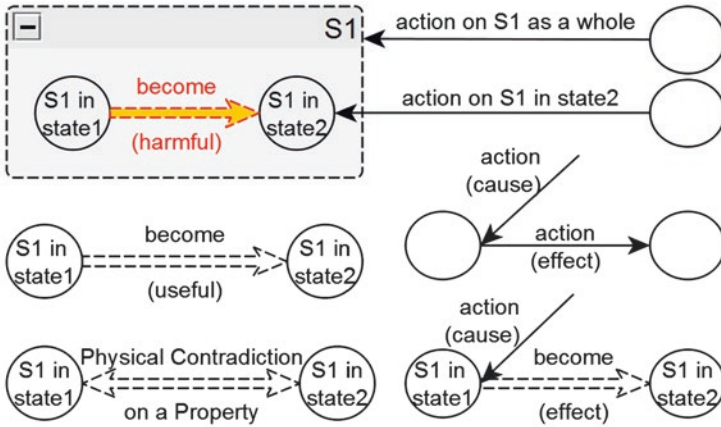 S1
action on S1 as a whole
become
S1 in
state1
S1 in
state2
(harmful)
action on S1 in state2
action
(cause)
action
(effect)
become
S1 in
state1
S1 in
state2
(useful)
action
(cause)
Physical Contradiction
S1 in
state1
S1 in
state2
on a Property
become
S1 in
state1
S1 in
state2
(effect)